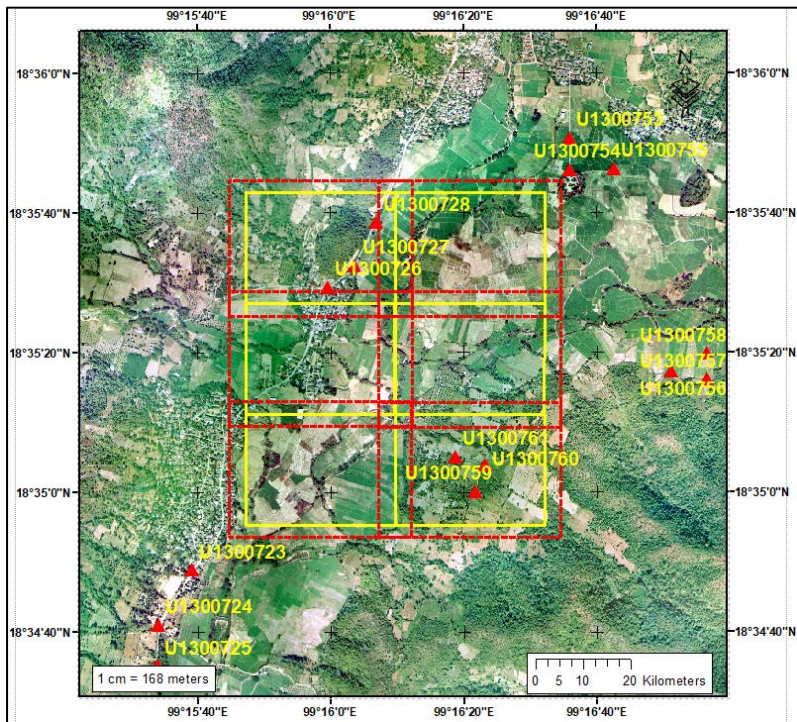 99°15'40"E 99°16'0"E 99°16'20"E 99°16'40"E
N
18°36'0"N 18°36'0"N
U1300753
U1300754 U1300755
18°35'40"N 18°35'40"N
U1300728
U1300727
U1300726
18°35'20"N 18°35'20"N
U1300758
U1300757
U1300756
U1300761
U1300759 U1300760
18°35'0"N 18°35'0"N
U1300723
U1300724
18°34'40"N 18°34'40"N
U1300725
1 cm = 168 meters
0 5 10 20 Kilometers
99°15'40"E 99°16'0"E 99°16'20"E 99°16'40"E